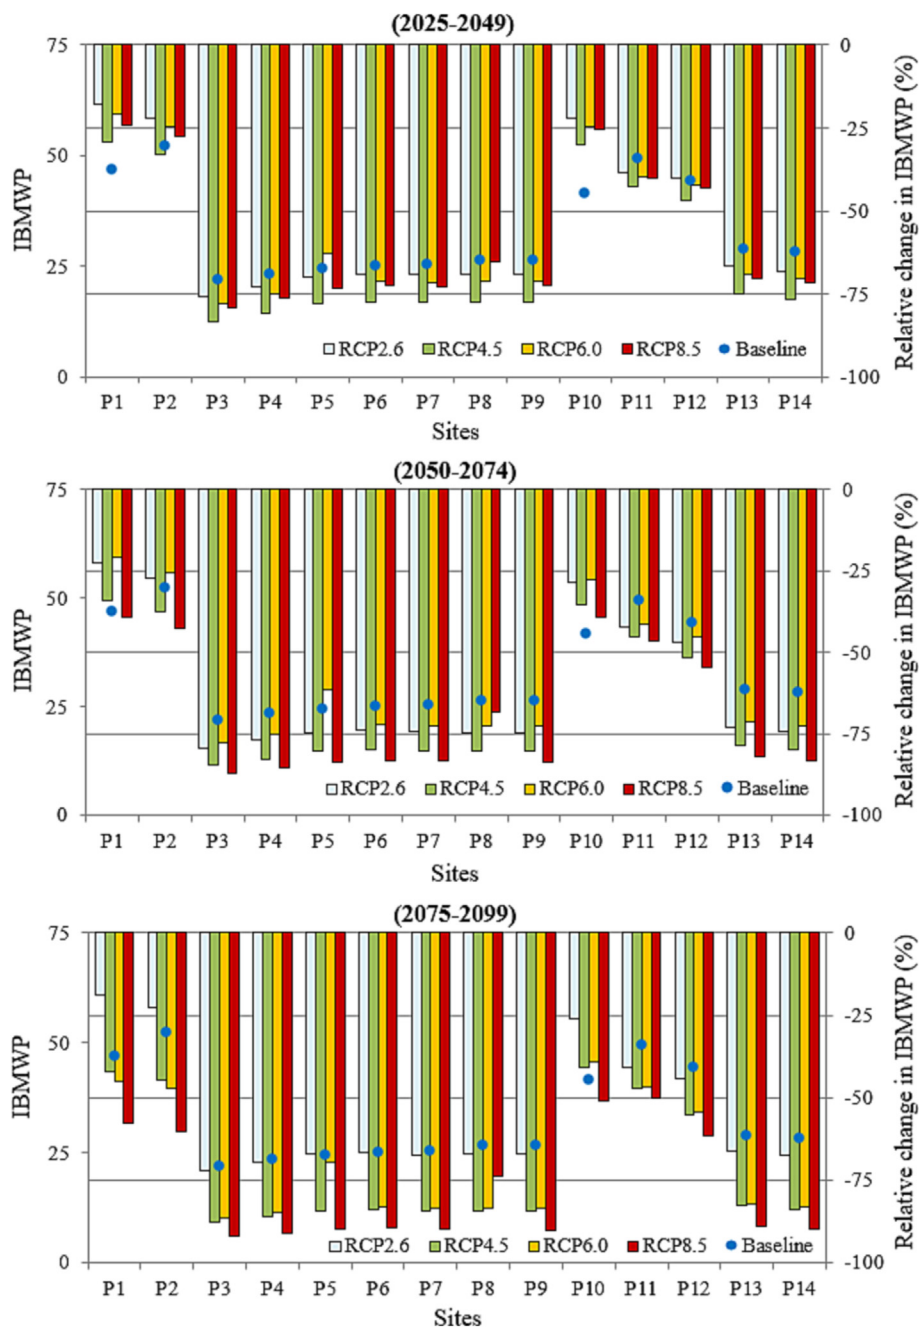 (2025-2049)
75 0
50 -25
25 -50
0 -75
-100
IBMWP
Relative change in IBMWP (%)
RCP2.6 RCP4.5 RCP6.0 RCP8.5 Baseline
P1 P2 P3 P4 P5 P6 P7 P8 P9 P10 P11 P12 P13 P14
Sites
(2050-2074)
75 0
50 -25
25 -50
0 -75
-100
IBMWP
Relative change in IBMWP (%)
RCP2.6 RCP4.5 RCP6.0 RCP8.5 Baseline
P1 P2 P3 P4 P5 P6 P7 P8 P9 P10 P11 P12 P13 P14
Sites
(2075-2099)
75 0
50 -25
25 -50
0 -75
-100
IBMWP
Relative change in IBMWP (%)
RCP2.6 RCP4.5 RCP6.0 RCP8.5 Baseline
P1 P2 P3 P4 P5 P6 P7 P8 P9 P10 P11 P12 P13 P14
Sites